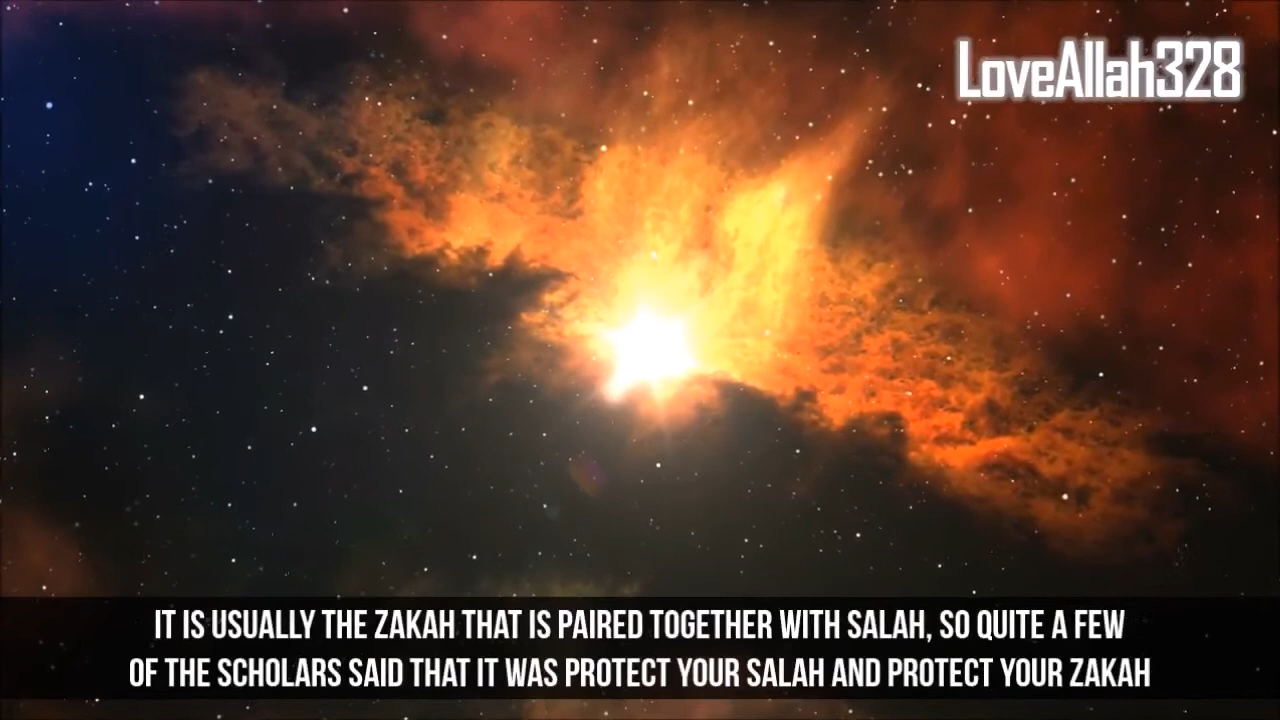 LoveAllah328
IT IS USUALLY THE ZAKAH THAT IS PAIRED TOGETHER WITH SALAH, SO QUITE A FEW
OF THE SCHOLARS SAID THAT IT WAS PROTECT YOUR SALAH AND PROTECT YOUR ZAKAH